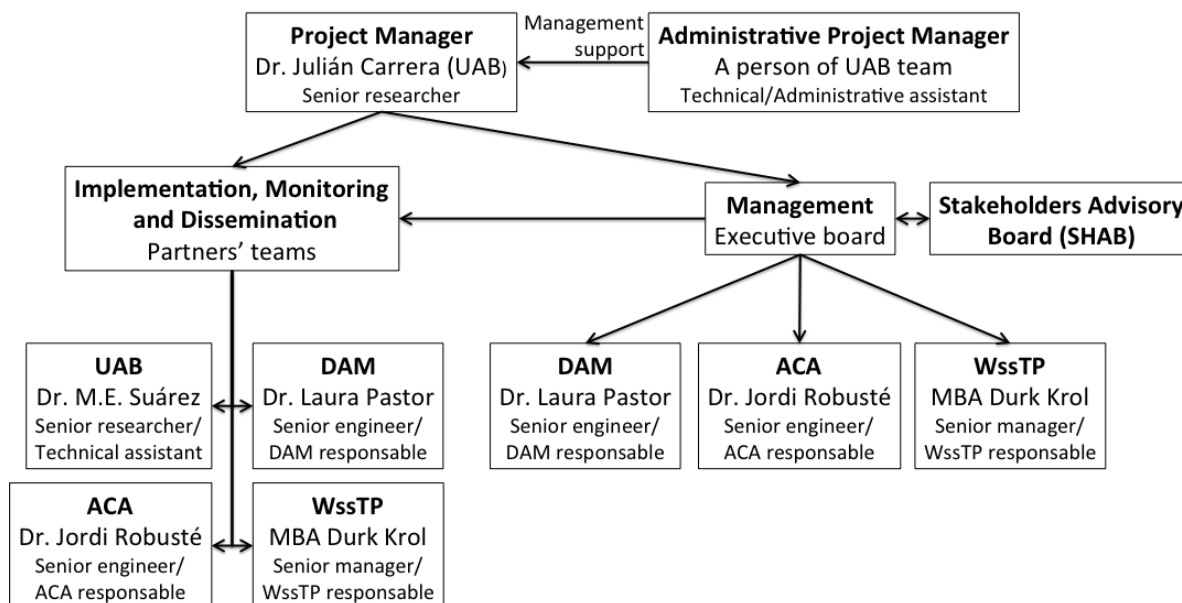 Project Manager
Dr. Julián Carrera (UAB)
Senior researcher
Management
support
Administrative Project Manager
A person of UAB team
Technical/Administrative assistant
Implementation, Monitoring
and Dissemination
Partners’ teams
Management
Executive board
Stakeholders Advisory
Board (SHAB)
UAB
Dr. M.E. Suárez
Senior researcher/
Technical assistant
DAM
Dr. Laura Pastor
Senior engineer/
DAM responsable
DAM
Dr. Laura Pastor
Senior engineer/
DAM responsable
ACA
Dr. Jordi Robusté
Senior engineer/
ACA responsable
WssTP
MBA Durk Krol
Senior manager/
WssTP responsable
ACA
Dr. Jordi Robusté
Senior engineer/
ACA responsable
WssTP
MBA Durk Krol
Senior manager/
WssTP responsable